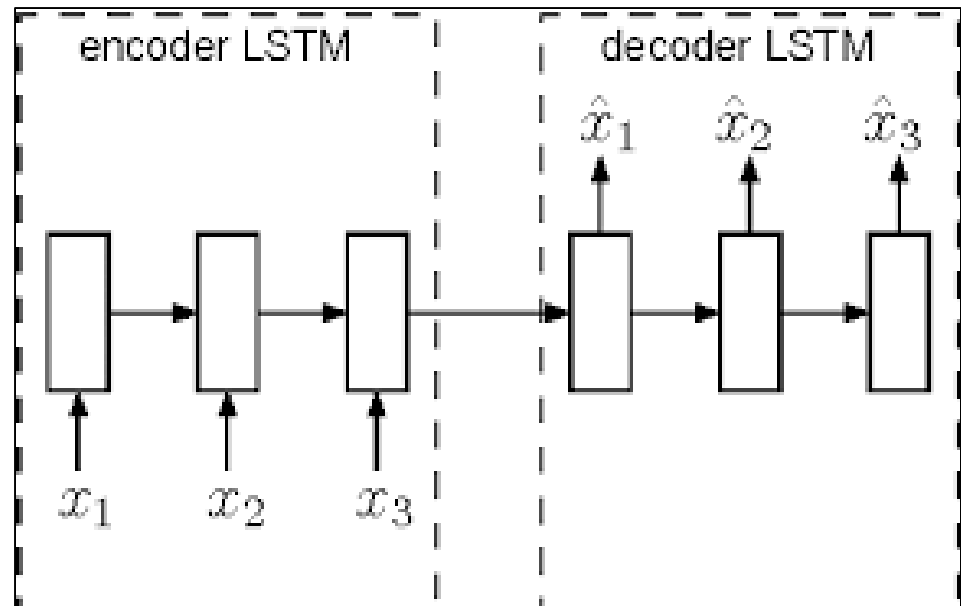 encoder LSTM
decoder LSTM
x̂₁ x̂₂ x̂₃
x₁ x₂ x₃